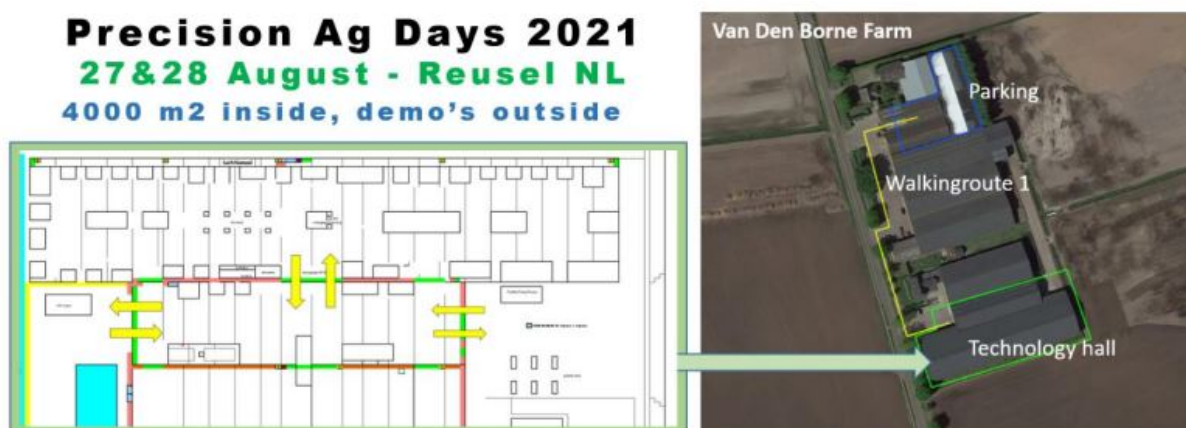 Precision Ag Days 2021
27&28 August - Reusel NL
4000 m2 inside, demo's outside
Van Den Borne Farm
Parking
Walkingroute 1
Technology hall